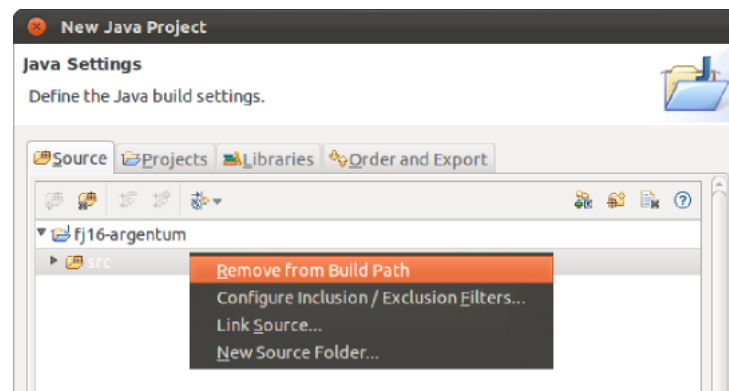 New Java Project
Java Settings
Define the Java build settings.
Source Projects Libraries Order and Export
fj16-argentum
src
Remove from Build Path
Configure Inclusion / Exclusion Filters...
Link Source...
New Source Folder...